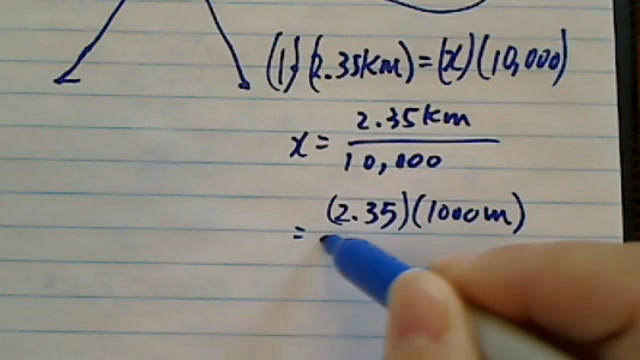 (1)(2.35km)=(x)(10,000)
x = 2.35km
10,000
= (2.35)(1000m)